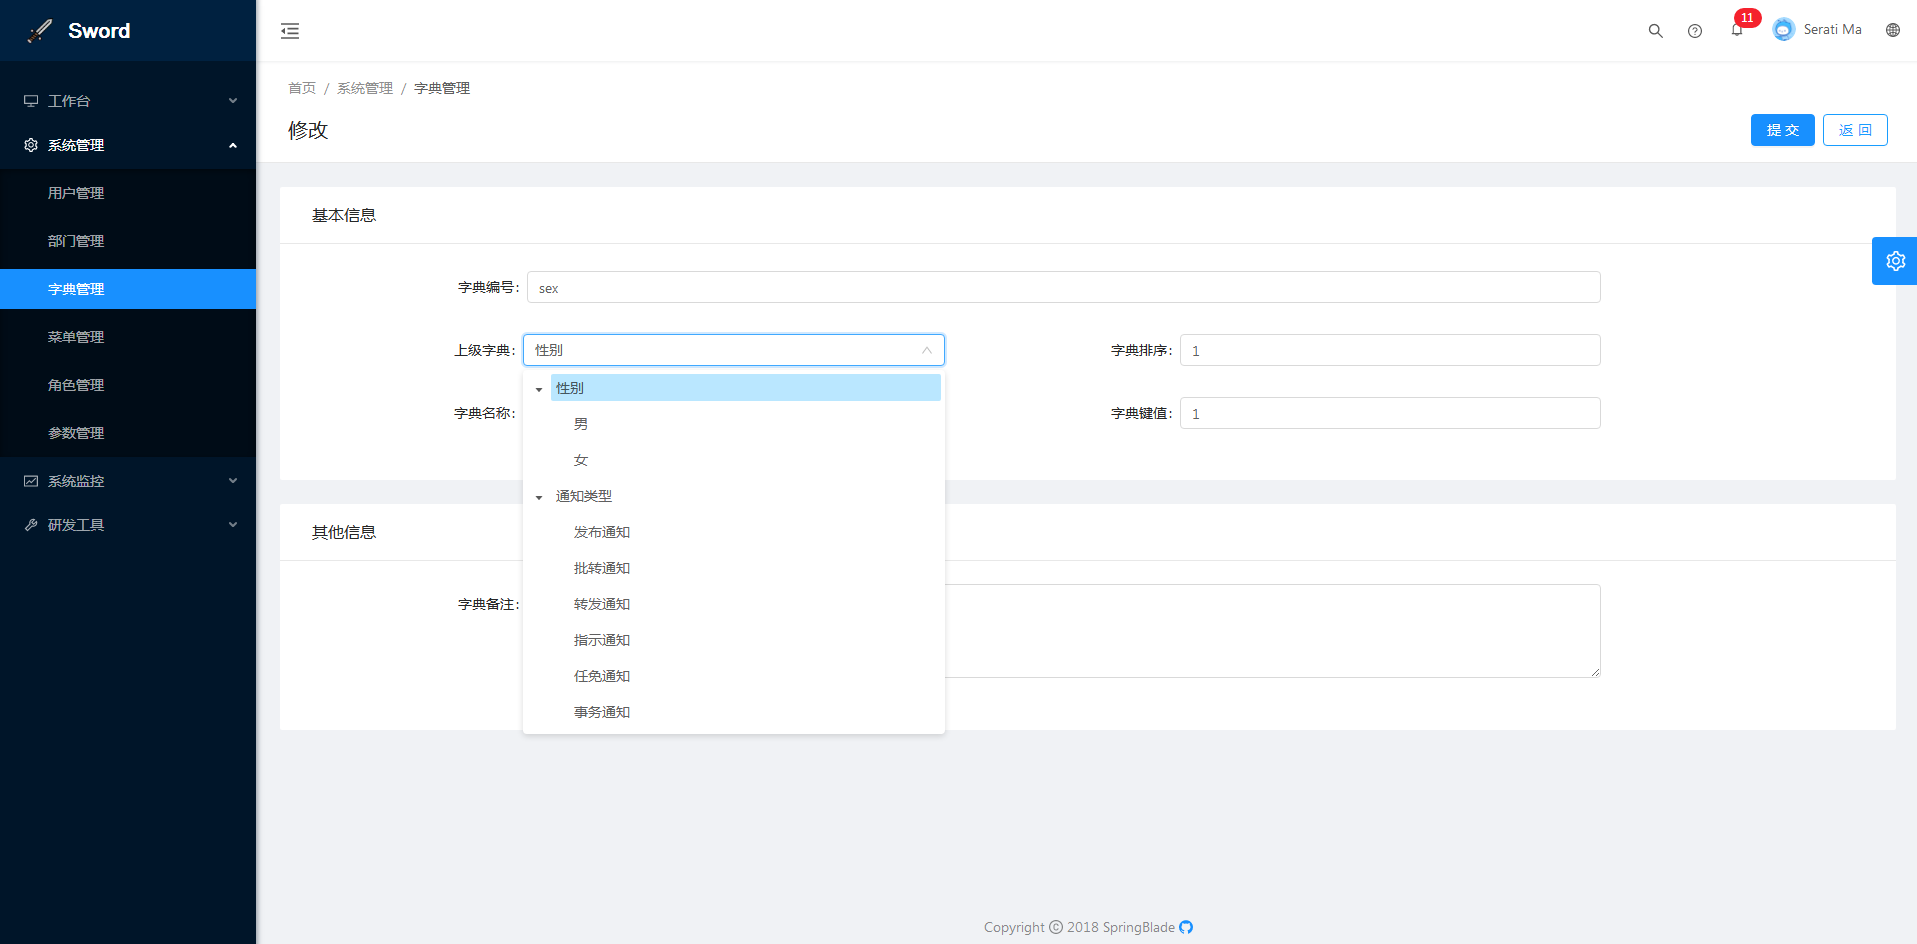 Sword
工作台
系统管理
用户管理
部门管理
字典管理
菜单管理
角色管理
参数管理
系统监控
研发工具
11
Serati Ma
首页 / 系统管理 / 字典管理
修改
提 交
返 回
基本信息
字典编号:
sex
上级字典:
性别
字典排序:
1
字典名称:
字典键值:
1
性别
男
女
通知类型
发布通知
批转通知
转发通知
指示通知
任免通知
事务通知
其他信息
字典备注:
Copyright © 2018 SpringBlade